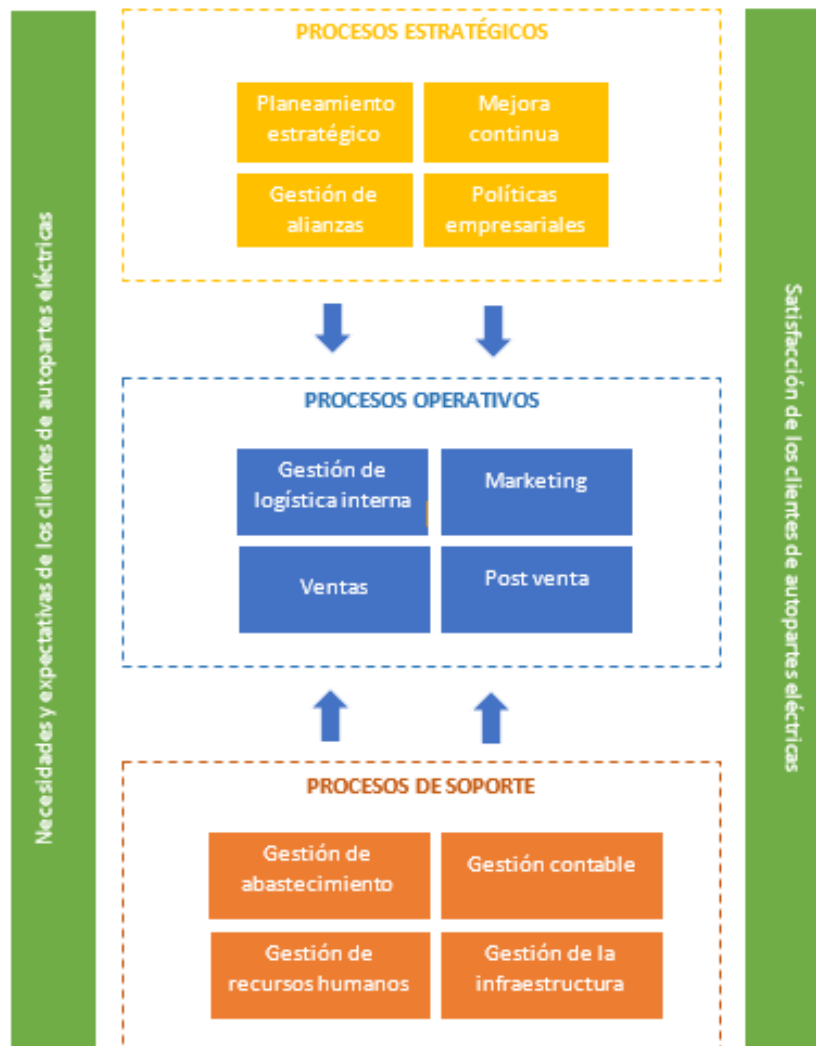 Necesidades y expectativas de los clientes de autopartes eléctricas
PROCESOS ESTRATÉGICOS
Planeamiento
estratégico
Mejora
continua
Gestión de
alianzas
Políticas
empresariales
PROCESOS OPERATIVOS
Gestión de
logística interna
Marketing
Ventas
Post venta
PROCESOS DE SOPORTE
Gestión de
abastecimiento
Gestión contable
Gestión de
recursos humanos
Gestión de la
infraestructura
Satisfacción de los clientes de autopartes eléctricas